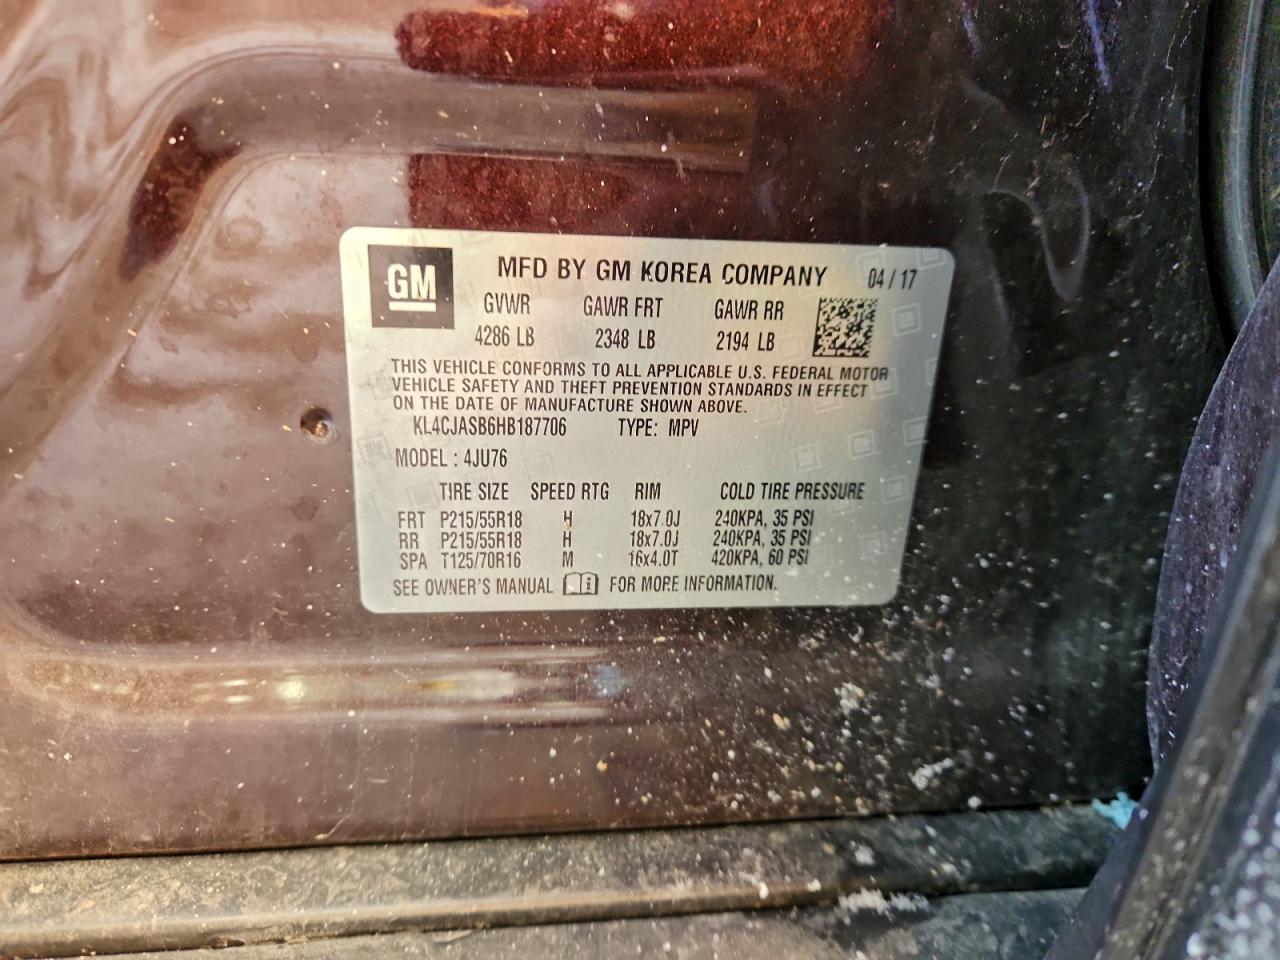 GM MFD BY GM KOREA COMPANY 04 / 17
GVWR GAWR FRT GAWR RR
4286 LB 2348 LB 2194 LB
THIS VEHICLE CONFORMS TO ALL APPLICABLE U.S. FEDERAL MOTOR
VEHICLE SAFETY AND THEFT PREVENTION STANDARDS IN EFFECT
ON THE DATE OF MANUFACTURE SHOWN ABOVE.
KL4CJASB6HB187706 TYPE: MPV
MODEL : 4JU76
TIRE SIZE SPEED RTG RIM COLD TIRE PRESSURE
FRT P215/55R18 H 18x7.0J 240KPA, 35 PSI
RR P215/55R18 H 18x7.0J 240KPA, 35 PSI
SPA T125/70R16 M 16x4.0T 420KPA, 60 PSI
SEE OWNER'S MANUAL FOR MORE INFORMATION.